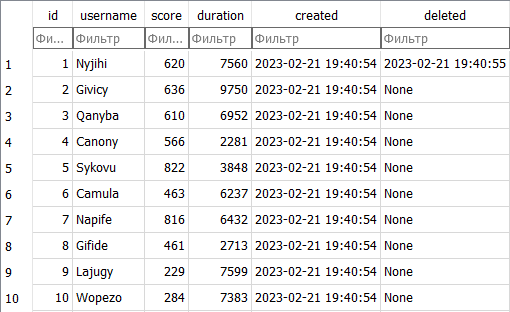 id username score duration created deleted
Фи... Фильтр Фил... Фильтр Фильтр Фильтр
1 1 Nyjihi 620 7560 2023-02-21 19:40:54 2023-02-21 19:40:55
2 2 Givicy 636 9750 2023-02-21 19:40:54 None
3 3 Qanyba 610 6952 2023-02-21 19:40:54 None
4 4 Canony 566 2281 2023-02-21 19:40:54 None
5 5 Sykovu 822 3848 2023-02-21 19:40:54 None
6 6 Camula 463 6237 2023-02-21 19:40:54 None
7 7 Napife 816 6432 2023-02-21 19:40:54 None
8 8 Gifide 461 2713 2023-02-21 19:40:54 None
9 9 Lajugy 229 7599 2023-02-21 19:40:54 None
10 10 Wopezo 284 7383 2023-02-21 19:40:54 None